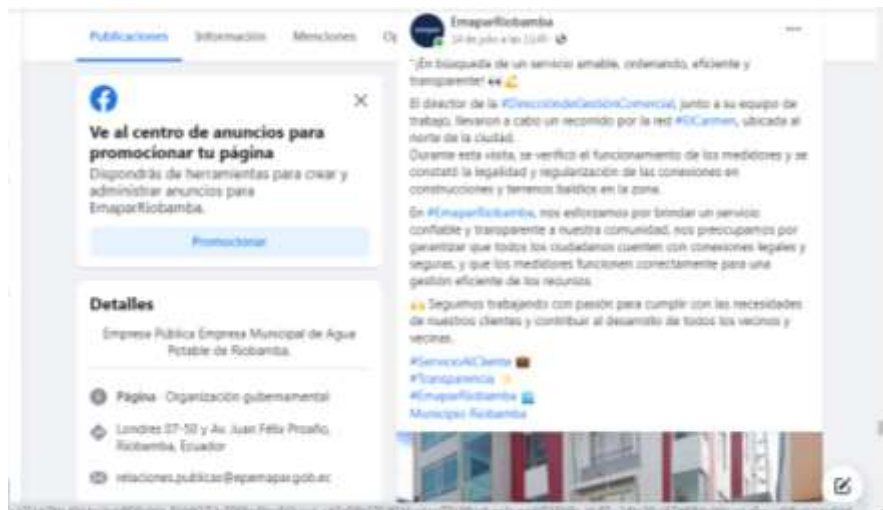 Publicaciones Información Menciones
Ve al centro de anuncios para
promocionar tu página
Dispondrás de herramientas para crear y
administrar anuncios para
EmaparRiobamba.
Promocionar
Detalles
Empresa Pública Empresa Municipal de Agua
Potable de Riobamba.
Página · Organización gubernamental
Londres 07-50 y Av. Juan Félix Proaño,
Riobamba, Ecuador
relaciones.publicas@epemapar.gob.ec
EmaparRiobamba
"¡En búsqueda de un servicio amable, ordenando, eficiente y
transparente! 👀💪
El director de la #DireccióndeGestiónComercial, junto a su equipo de
trabajo, llevaron a cabo un recorrido por la red #ElCarmen, ubicada al
norte de la ciudad.
Durante esta visita, se verificó el funcionamiento de los medidores y se
constató la legalidad y regularización de las conexiones en
construcciones y terrenos baldíos en la zona.
En #EmaparRiobamba, nos esforzamos por brindar un servicio
confiable y transparente a nuestra comunidad, nos preocupamos por
garantizar que todos los ciudadanos cuenten con conexiones legales y
seguras, y que los medidores funcionen correctamente para una
gestión eficiente de los recursos.
🙌 Seguimos trabajando con pasión para cumplir con las necesidades
de nuestros clientes y contribuir al desarrollo de todos los vecinos y
vecinas.
#ServicioAlCliente 💼
#Transparencia ✨
#EmaparRiobamba
Municipio Riobamba